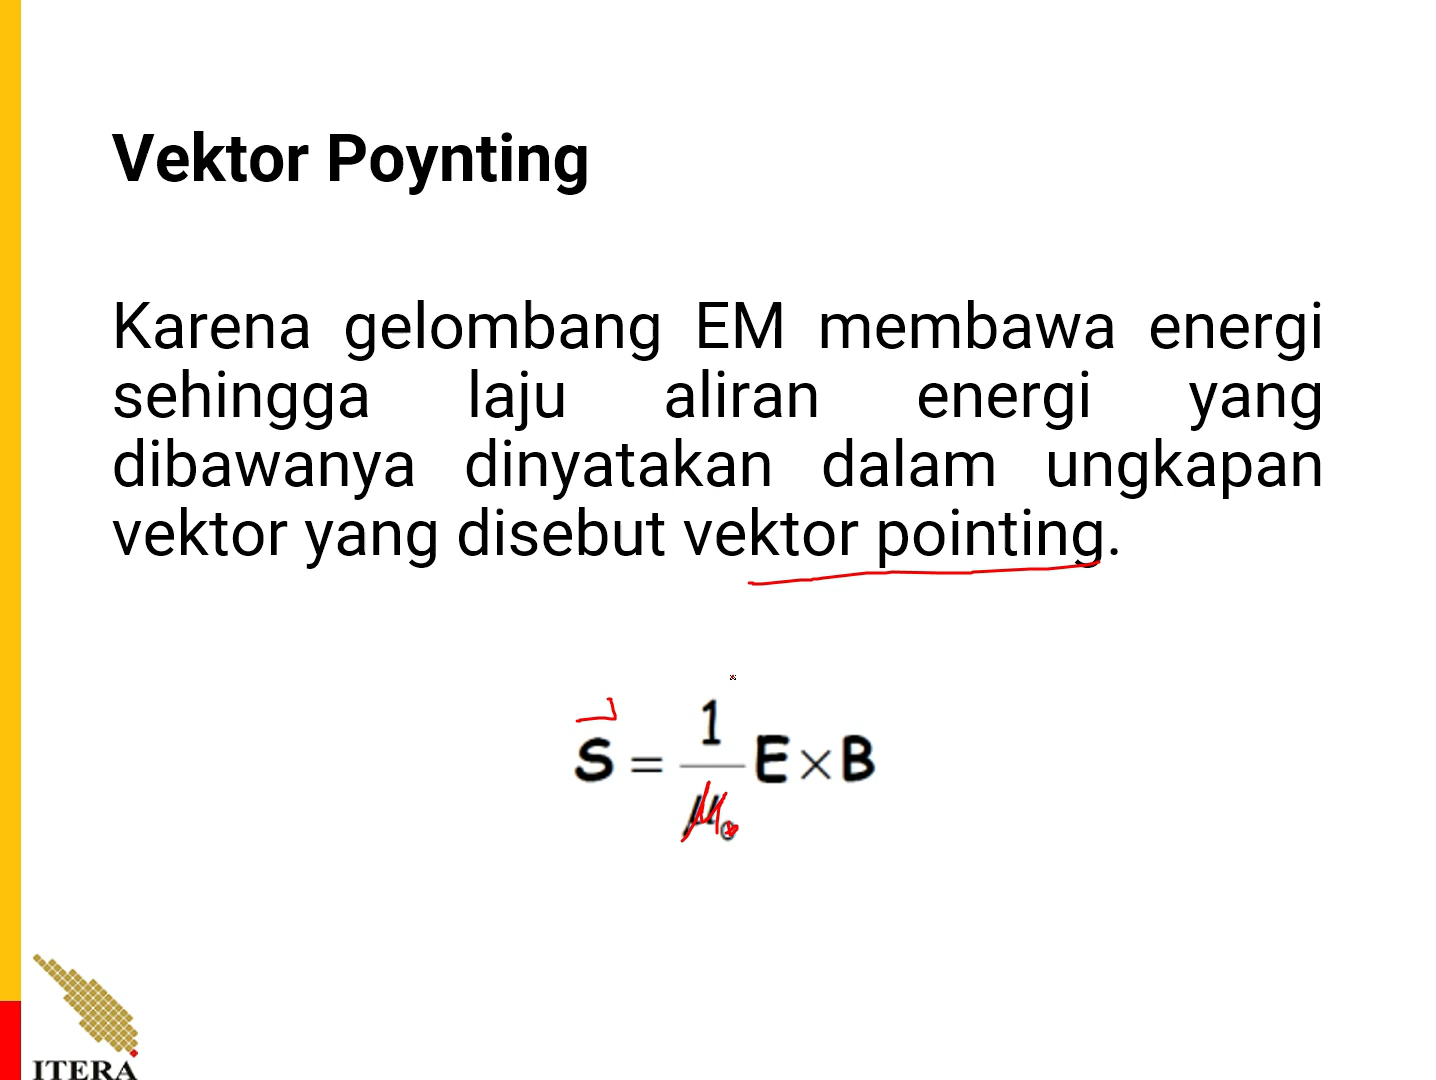 Vektor Poynting
Karena gelombang EM membawa energi
sehingga laju aliran energi yang
dibawanya dinyatakan dalam ungkapan
vektor yang disebut vektor pointing.
S = 1/μ₀ E × B
ITERA